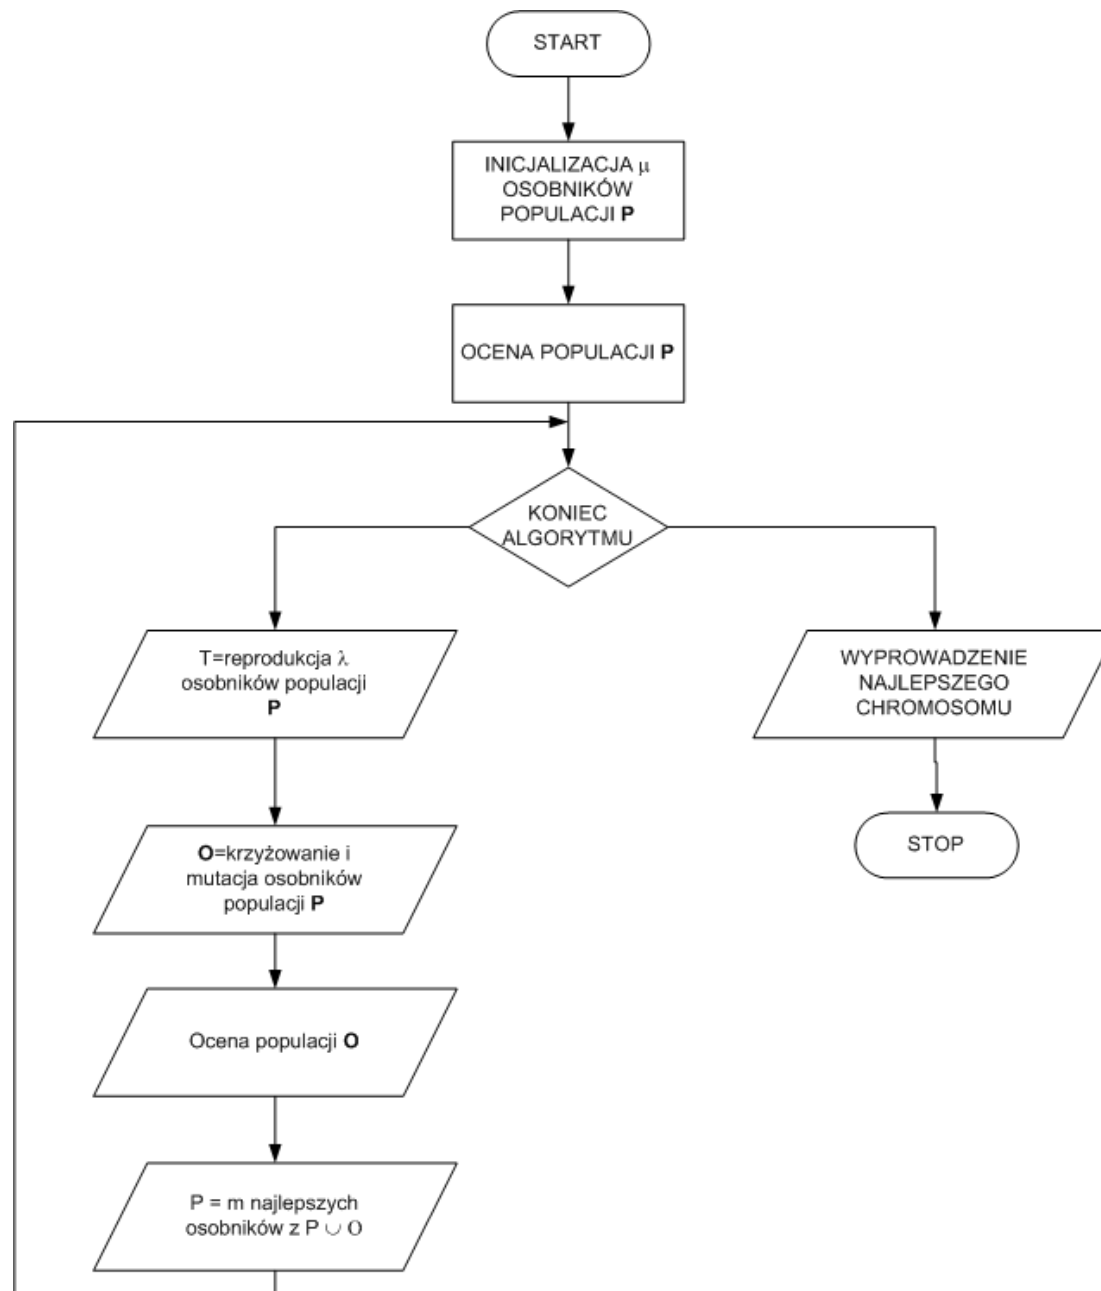 START
INICJALIZACJA μ
OSOBNIKÓW
POPULACJI P
OCENA POPULACJI P
KONIEC
ALGORYTMU
T=reprodukcja λ
osobników populacji
P
WYPROWADZENIE
NAJLEPSZEGO
CHROMOSOMU
O=krzyżowanie i
mutacja osobników
populacji P
STOP
Ocena populacji O
P = m najlepszych
osobników z P ∪ O